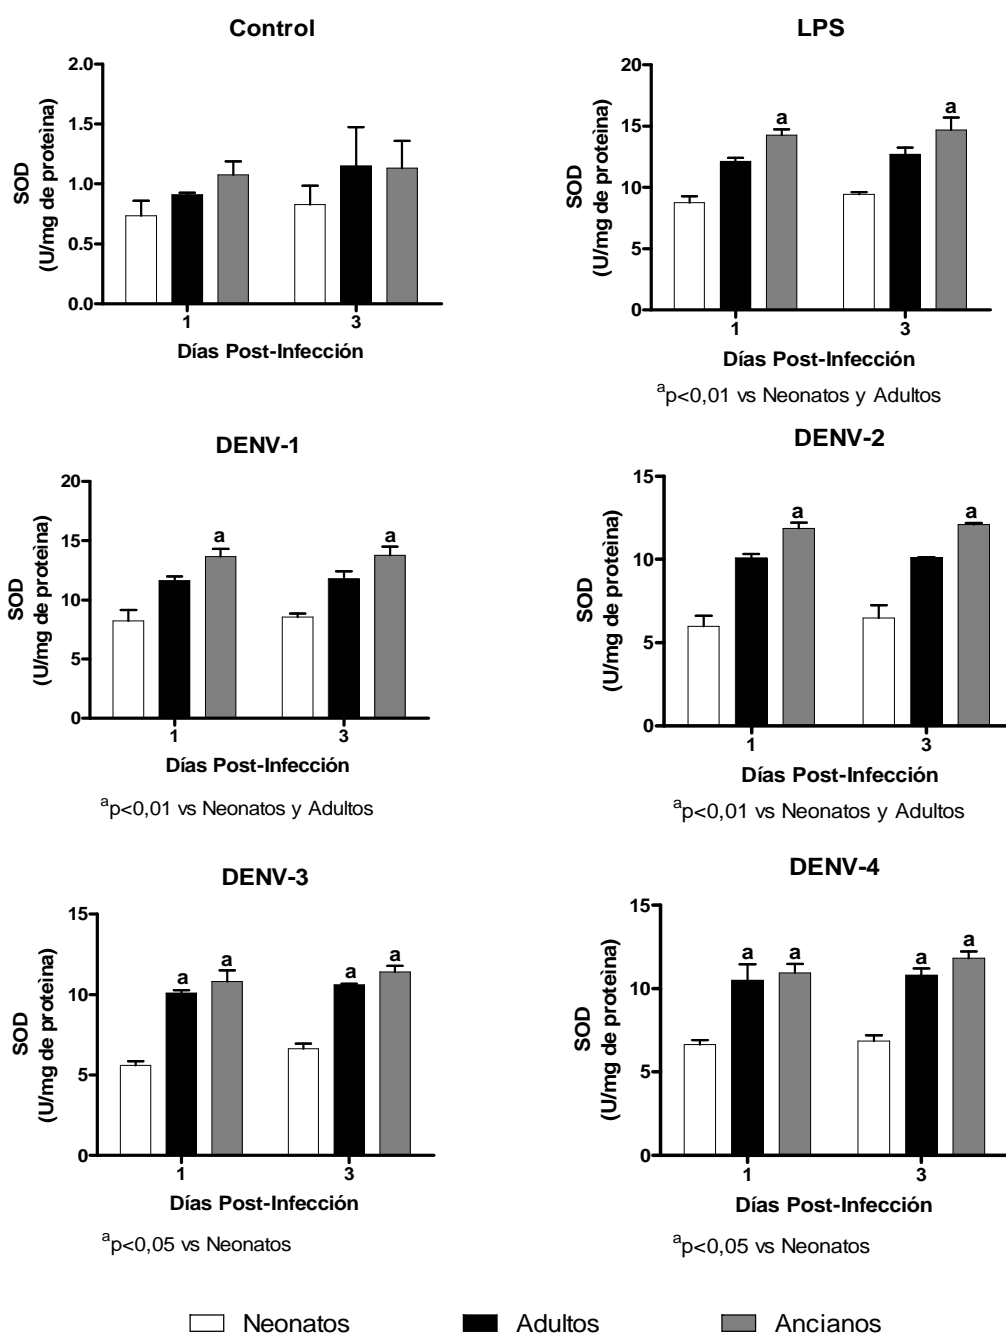 Control
2.0
1.5
1.0
0.5
0.0
SOD
(U/mg de proteìna)
1 3
Días Post-Infección
LPS
20
15
10
5
0
SOD
(U/mg de proteìna)
a a
1 3
Días Post-Infección
ap<0,01 vs Neonatos y Adultos
DENV-1
20
15
10
5
0
SOD
(U/mg de proteìna)
a a
1 3
Días Post-Infección
ap<0,01 vs Neonatos y Adultos
DENV-2
15
10
5
0
SOD
(U/mg de proteìna)
a a
1 3
Días Post-Infección
ap<0,01 vs Neonatos y Adultos
DENV-3
15
10
5
0
SOD
(U/mg de proteìna)
a a a a
1 3
Días Post-Infección
ap<0,05 vs Neonatos
DENV-4
15
10
5
0
SOD
(U/mg de proteìna)
a a a a
1 3
Días Post-Infección
ap<0,05 vs Neonatos
Neonatos Adultos Ancianos